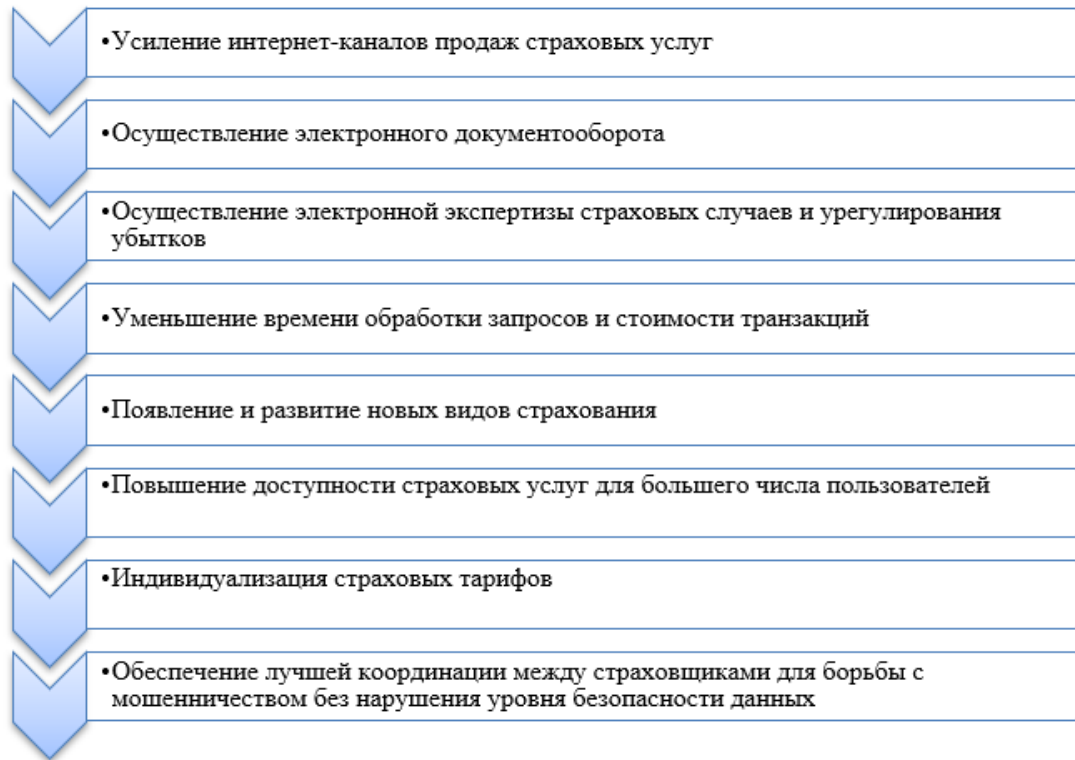 •Усиление интернет-каналов продаж страховых услуг
•Осуществление электронного документооборота
•Осуществление электронной экспертизы страховых случаев и урегулирования
убытков
•Уменьшение времени обработки запросов и стоимости транзакций
•Появление и развитие новых видов страхования
•Повышение доступности страховых услуг для большего числа пользователей
•Индивидуализация страховых тарифов
•Обеспечение лучшей координации между страховщиками для борьбы с
мошенничеством без нарушения уровня безопасности данных